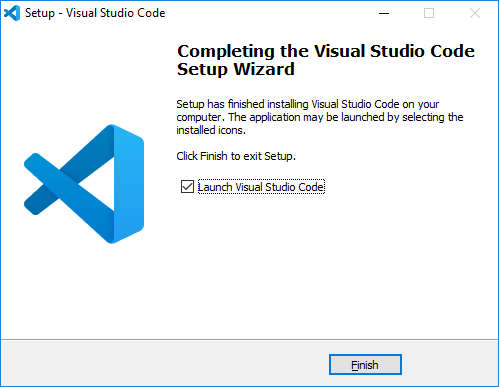 Setup - Visual Studio Code
Completing the Visual Studio Code
Setup Wizard
Setup has finished installing Visual Studio Code on your
computer. The application may be launched by selecting the
installed icons.
Click Finish to exit Setup.
Launch Visual Studio Code
Finish